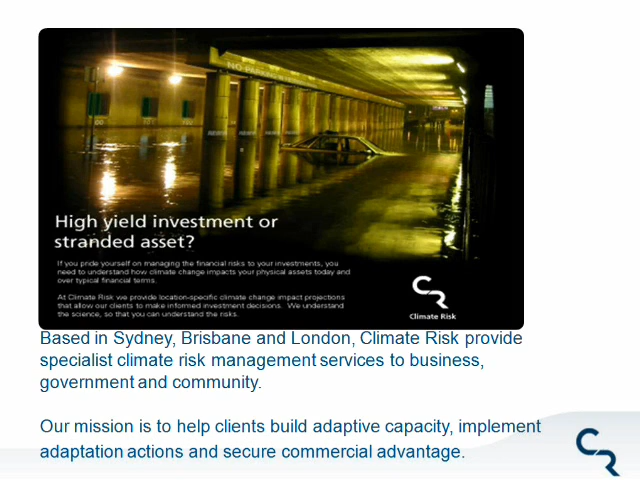 NO PARKING
High yield investment or
stranded asset?
If you pride yourself on managing the financial risks to your investments, you
need to understand how climate change impacts your physical assets today and
over typical financial terms.
At Climate Risk we provide location-specific climate change impact projections
that allow our clients to make informed investment decisions. We understand
the science, so that you can understand the risks.
CR
Climate Risk
Based in Sydney, Brisbane and London, Climate Risk provide
specialist climate risk management services to business,
government and community.
Our mission is to help clients build adaptive capacity, implement
adaptation actions and secure commercial advantage.
CR